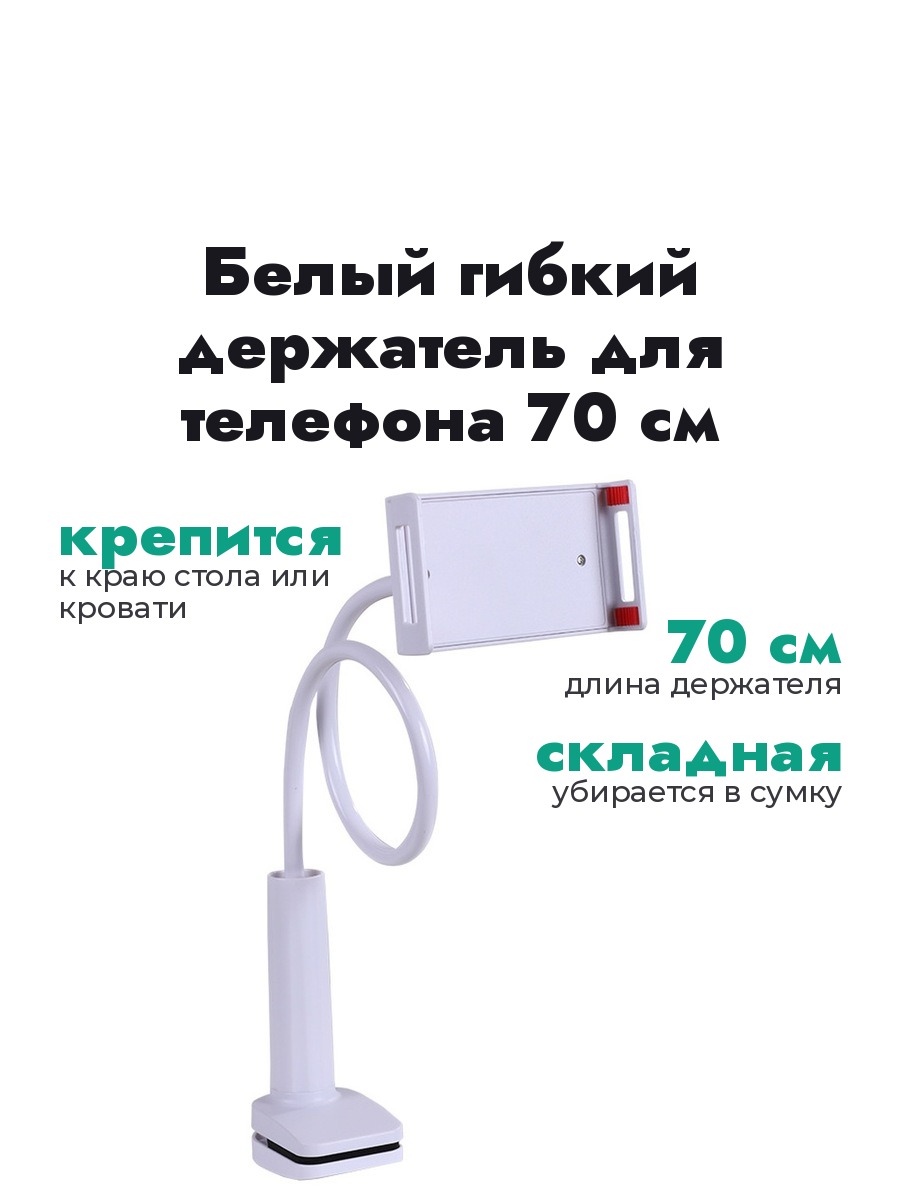 Белый гибкий
держатель для
телефона 70 см
крепится
к краю стола или
кровати
70 см
длина держателя
складная
убирается в сумку